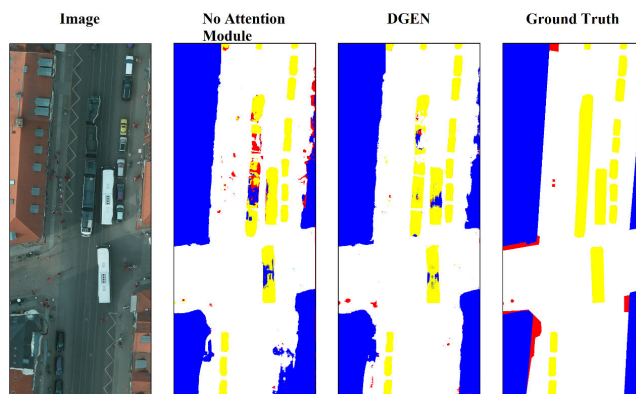 Image
No Attention
Module
DGEN
Ground Truth